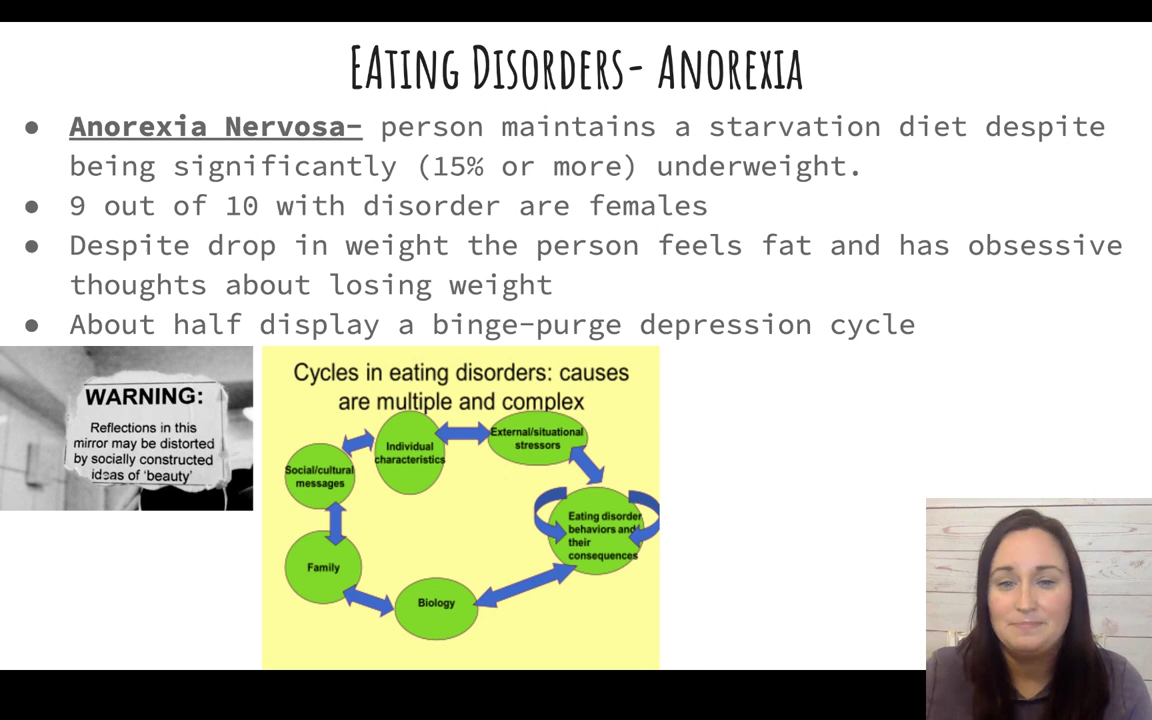 EAting Disorders- Anorexia
● Anorexia Nervosa- person maintains a starvation diet despite
being significantly (15% or more) underweight.
● 9 out of 10 with disorder are females
● Despite drop in weight the person feels fat and has obsessive
thoughts about losing weight
● About half display a binge-purge depression cycle
WARNING:
Reflections in this
mirror may be distorted
by socially constructed
ideas of 'beauty'
Cycles in eating disorders: causes
are multiple and complex
Individual
characteristics
External/situational
stressors
Social/cultural
messages
Eating disorder
behaviors and
their
consequences
Family
Biology